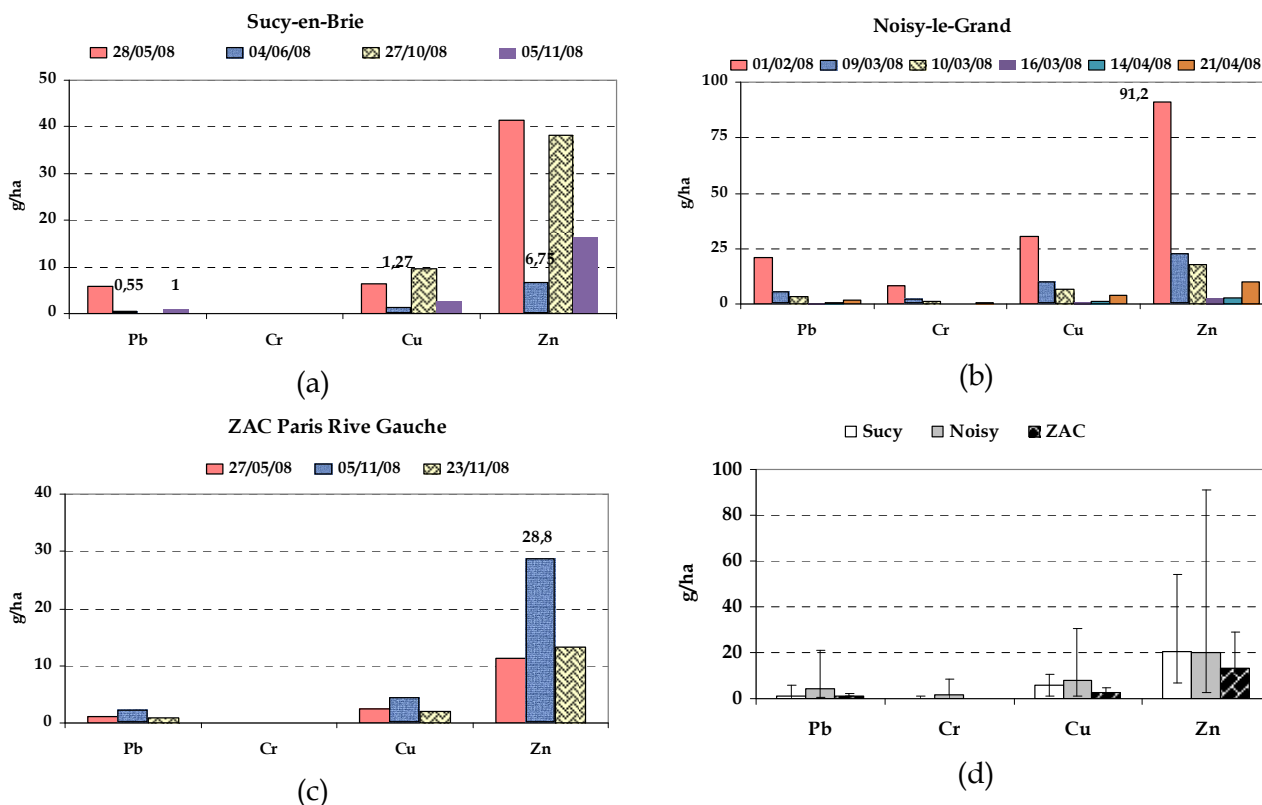 Sucy-en-Brie
28/05/08 04/06/08 27/10/08 05/11/08
50
40
30
20
10
0
g/ha
0,55
1
1,27
6,75
Pb Cr Cu Zn
(a)
Noisy-le-Grand
01/02/08 09/03/08 10/03/08 16/03/08 14/04/08 21/04/08
100
75
50
25
0
g/ha
91,2
Pb Cr Cu Zn
(b)
ZAC Paris Rive Gauche
27/05/08 05/11/08 23/11/08
40
30
20
10
0
g/ha
28,8
Pb Cr Cu Zn
(c)
Sucy Noisy ZAC
100
80
60
40
20
0
g/ha
Pb Cr Cu Zn
(d)